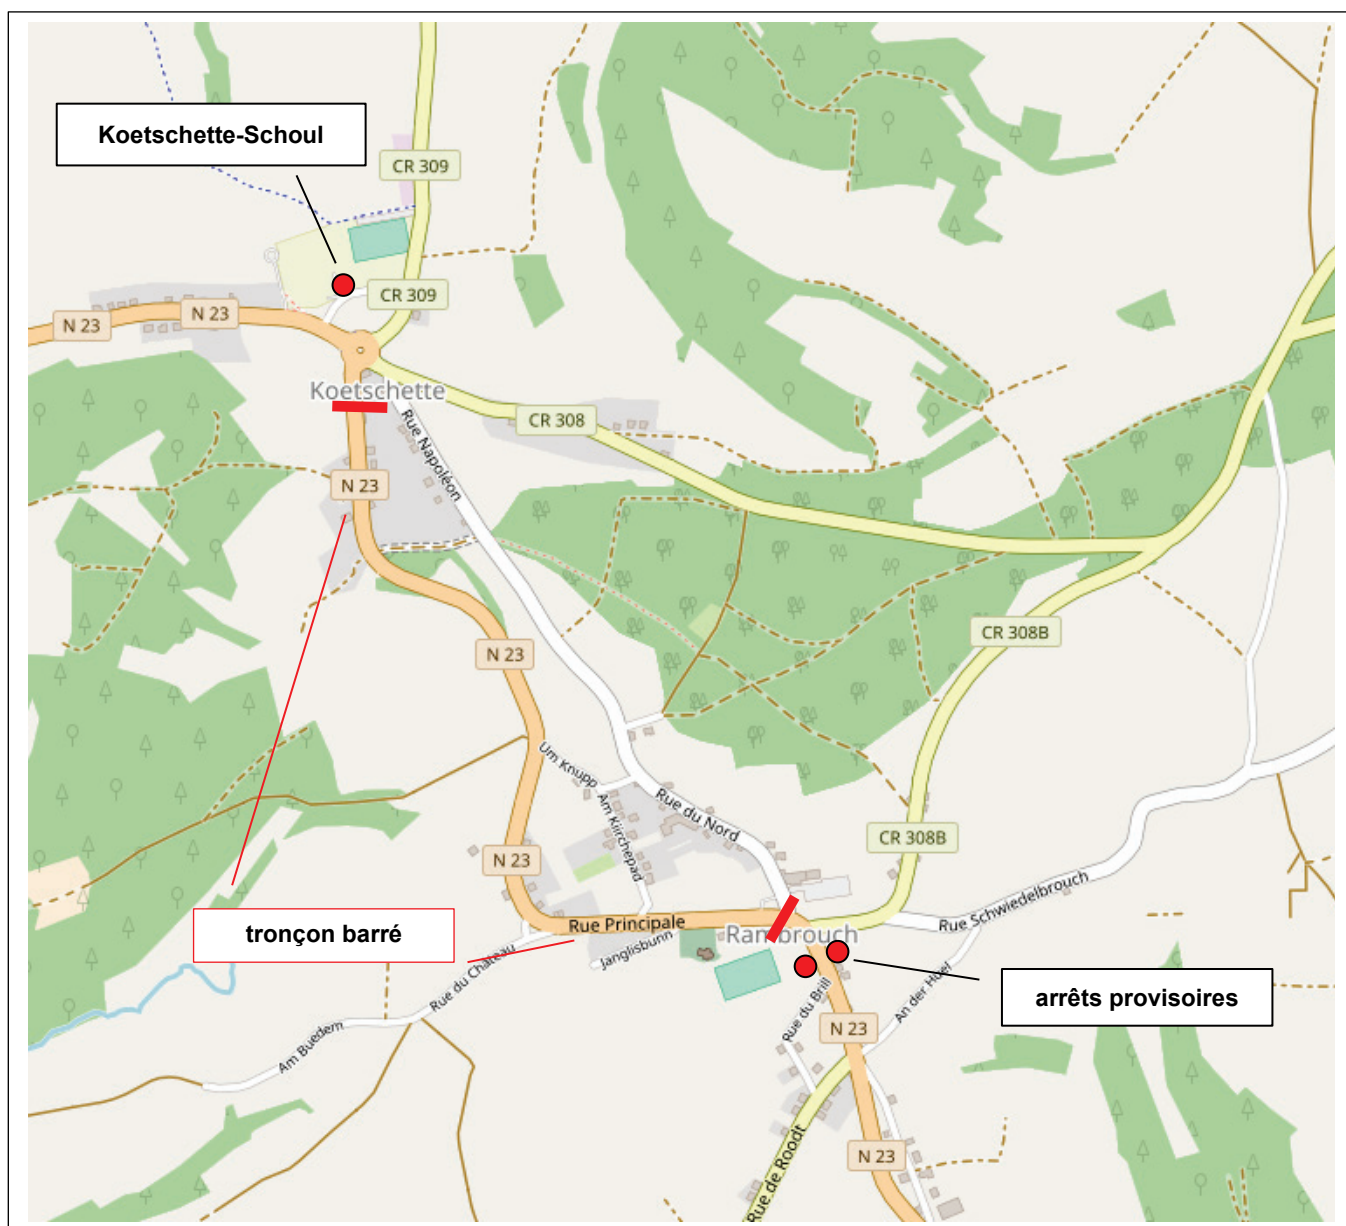 Koetschette-Schoul
CR 309
CR 309
N 23
N 23
Koetschette
CR 308
Rue Napoléon
N 23
CR 308B
N 23
Um Knupp
Am Kiirchepad
Rue du Nord
CR 308B
N 23
Rue Schwiedelbrouch
tronçon barré
Rue Principale
Rambrouch
Janglisbunn
Rue du Château
An der Huel
arrêts provisoires
Rue du Brill
N 23
Am Buedem
N 23
Rue de Roodt